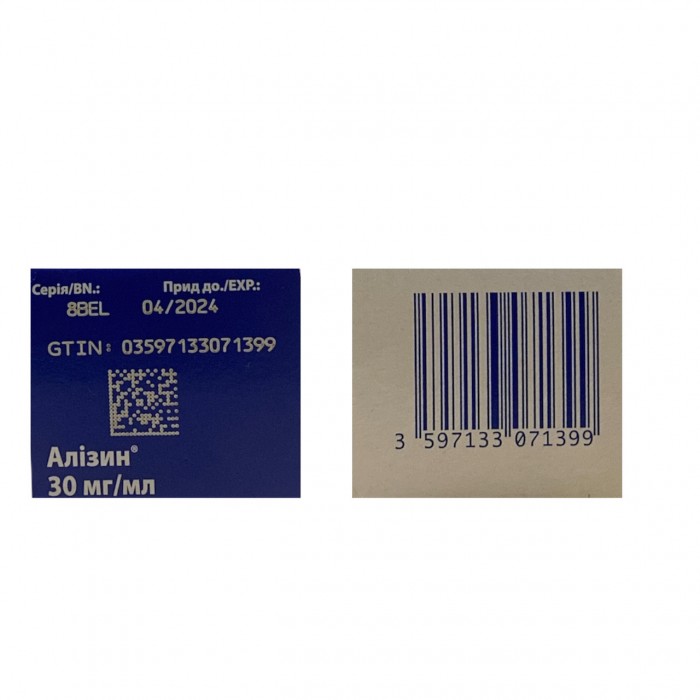 Серія/BN.: Прид до./EXP.:
8BEL 04/2024
GTIN: 03597133071399
Алізин®
30 мг/мл
3 597133 071399